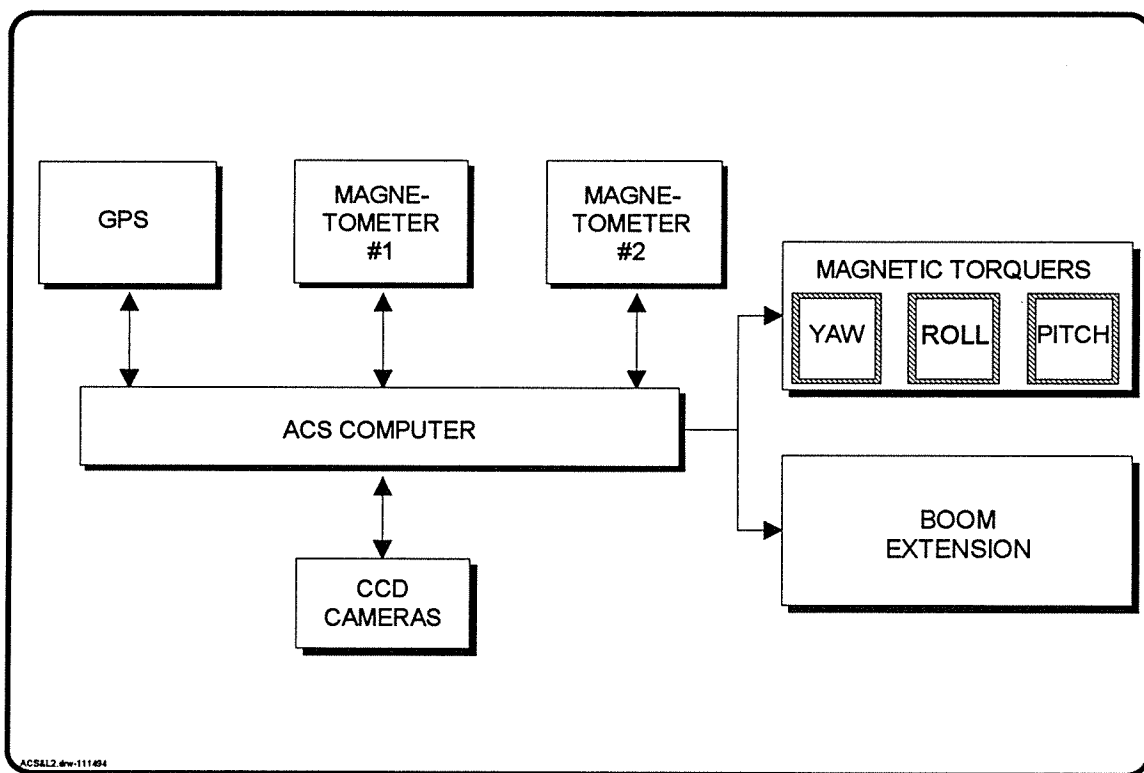 GPS
MAGNE-
TOMETER
#1
MAGNE-
TOMETER
#2
MAGNETIC TORQUERS
YAW
ROLL
PITCH
ACS COMPUTER
BOOM
EXTENSION
CCD
CAMERAS
ACS&L2.drw-111494